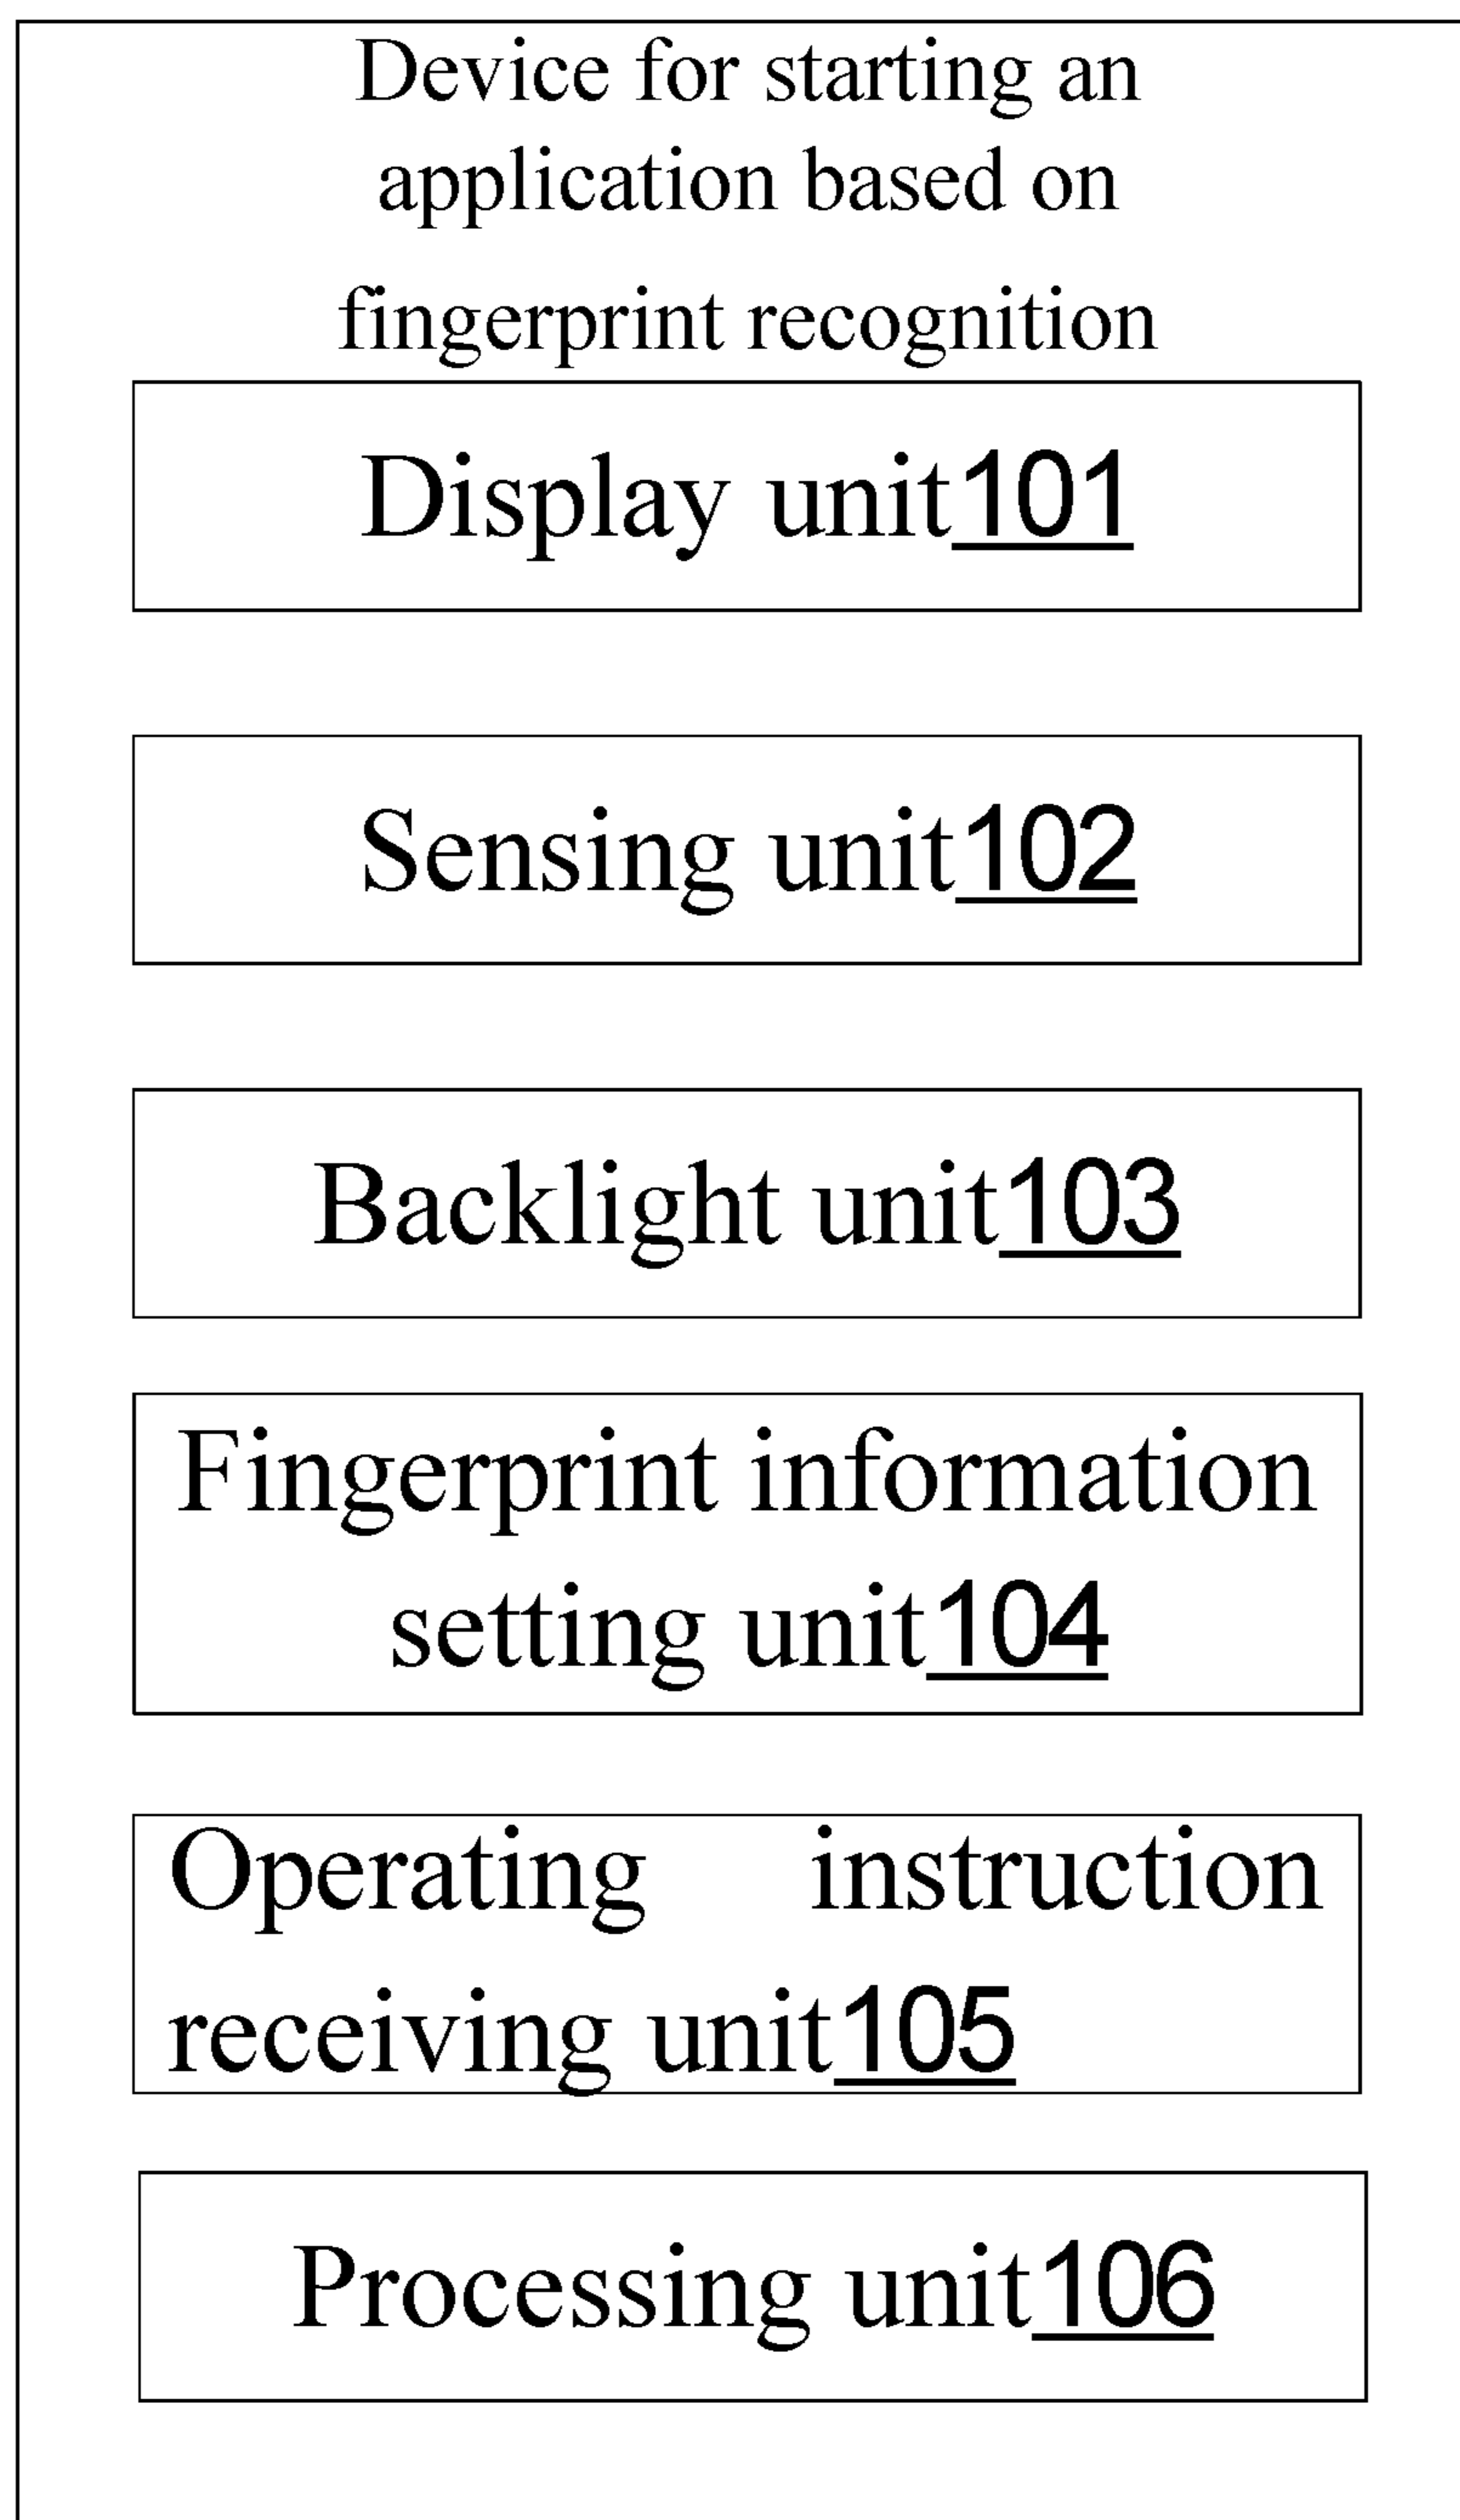 Device for starting an
application based on
fingerprint recognition
Display unit101
Sensing unit102
Backlight unit103
Fingerprint information
setting unit104
Operating instruction
receiving unit105
Processing unit106